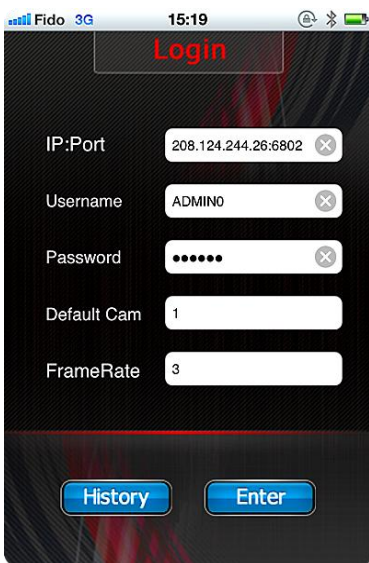 Fido 3G 15:19
Login
IP:Port 208.124.244.26:6802
Username ADMIN0
Password ••••••
Default Cam 1
FrameRate 3
History Enter